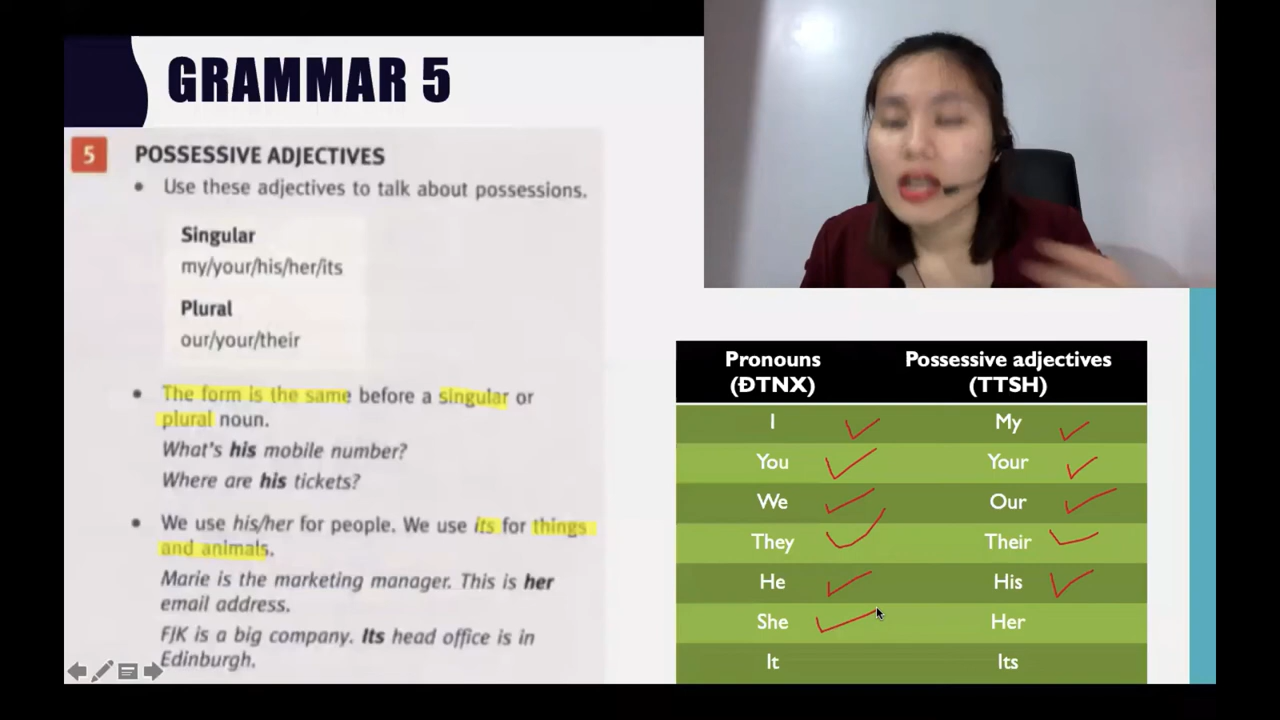 GRAMMAR 5
5 POSSESSIVE ADJECTIVES
• Use these adjectives to talk about possessions.
Singular
my/your/his/her/its
Plural
our/your/their
• The form is the same before a singular or
plural noun.
What's his mobile number?
Where are his tickets?
• We use his/her for people. We use its for things
and animals.
Marie is the marketing manager. This is her
email address.
FJK is a big company. Its head office is in
Edinburgh.
Pronouns Possessive adjectives
(ĐTNX) (TTSH)
I My
You Your
We Our
They Their
He His
She Her
It Its